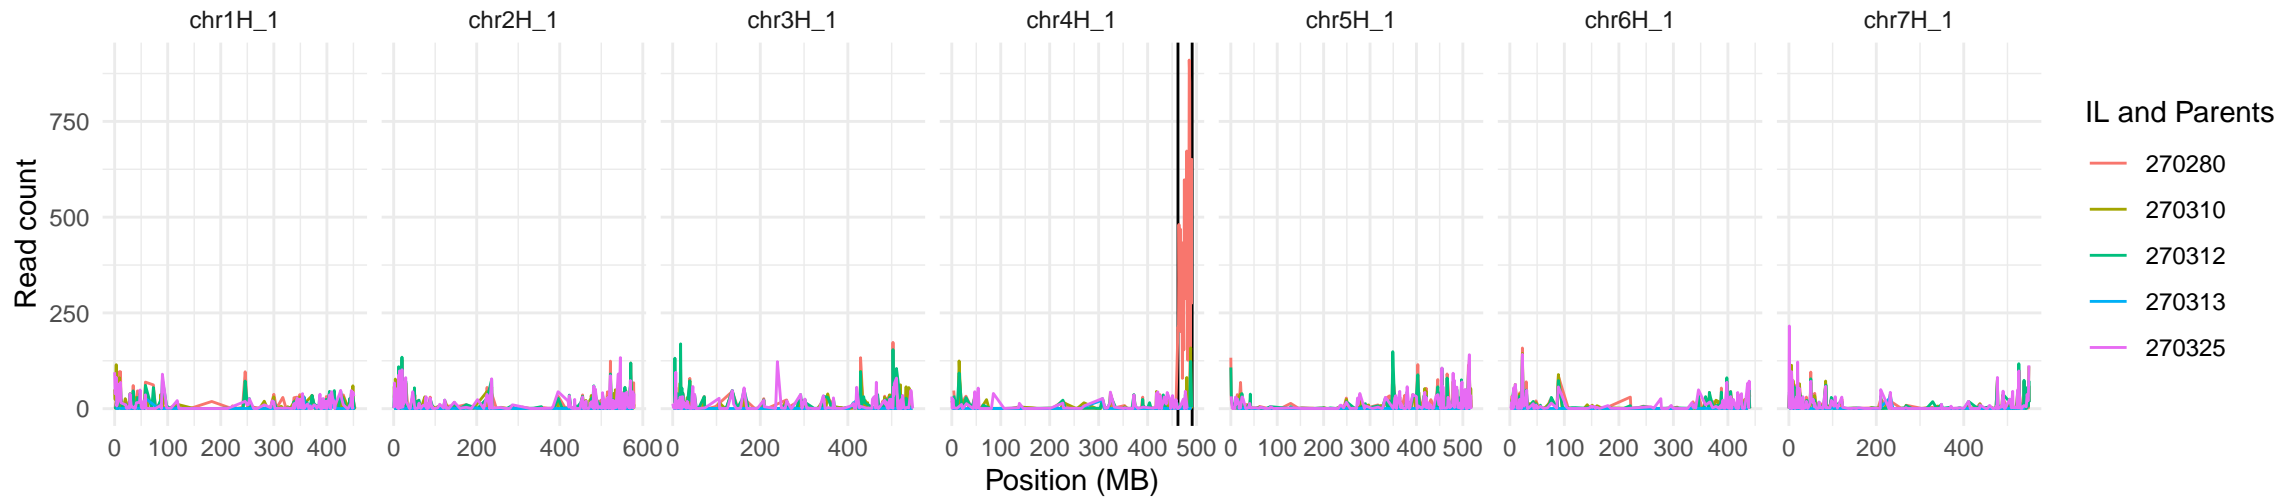 chr1H_1 chr2H_1 chr3H_1 chr4H_1 chr5H_1 chr6H_1 chr7H_1
Read count
750
500
250
0
0 100 200 300 400 0 200 400 600 0 200 400 0 100 200 300 400 500 0 100 200 300 400 500 0 200 400 0 200 400
Position (MB)
IL and Parents
270280
270310
270312
270313
270325